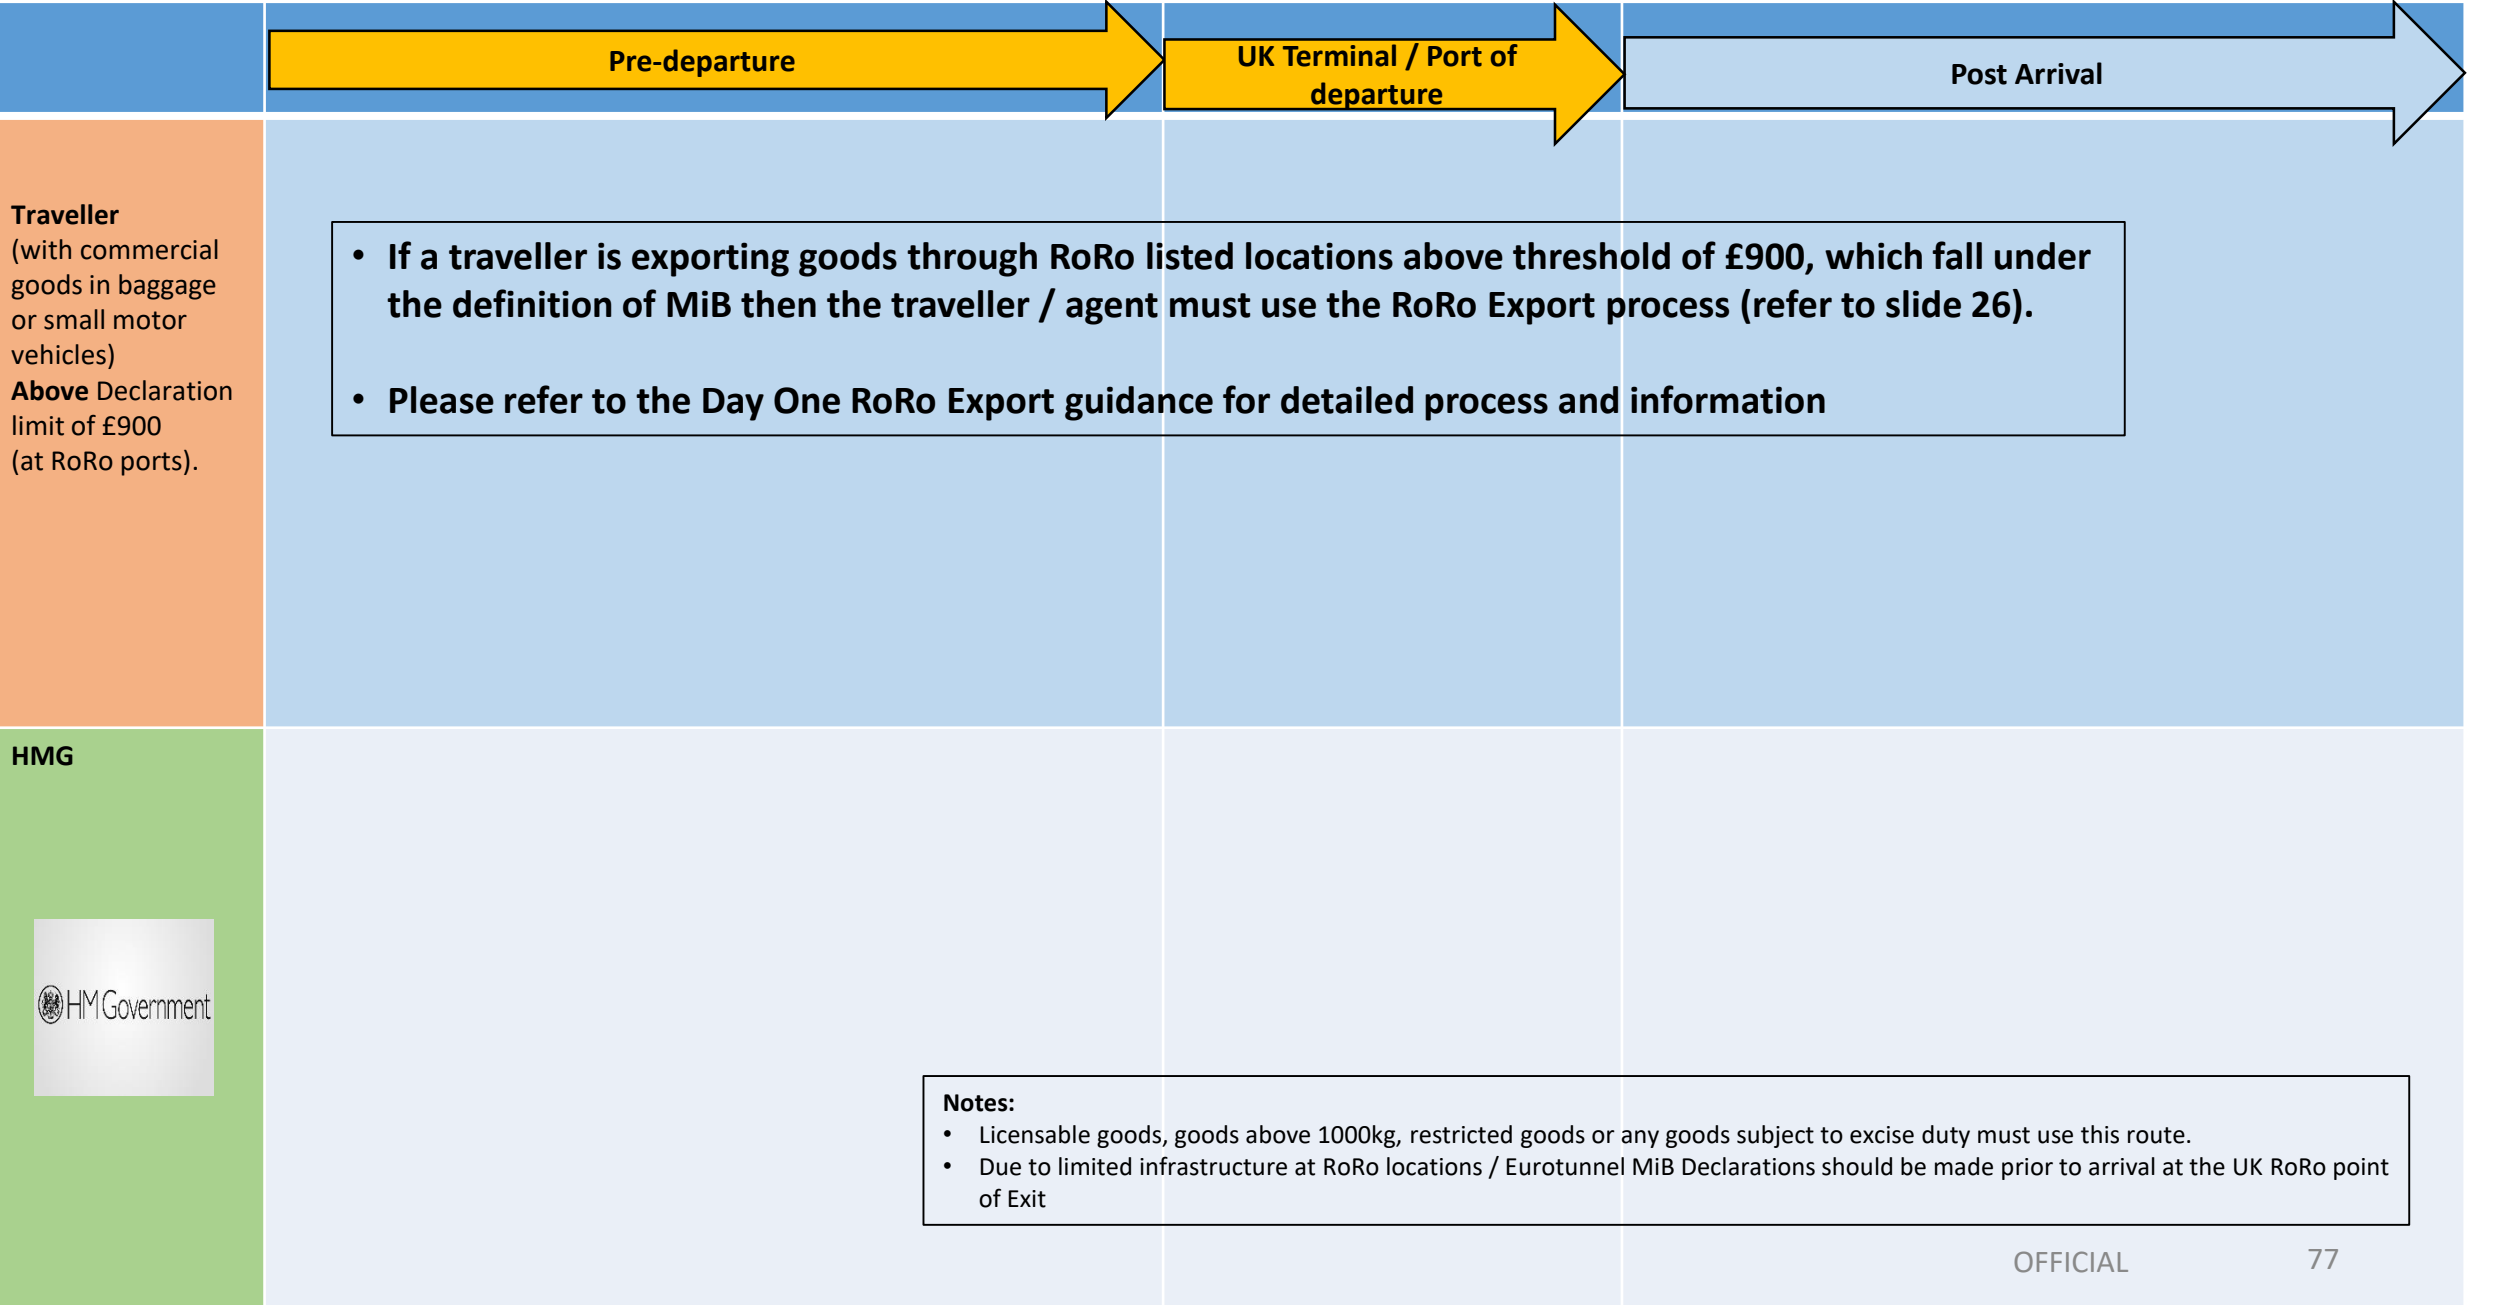 Pre-departure
UK Terminal / Port of
departure
Post Arrival
Traveller
(with commercial
goods in baggage
or small motor
vehicles)
Above Declaration
limit of £900
(at RoRo ports).
• If a traveller is exporting goods through RoRo listed locations above threshold of £900, which fall under
the definition of MiB then the traveller / agent must use the RoRo Export process (refer to slide 26).
• Please refer to the Day One RoRo Export guidance for detailed process and information
HMG
HM Government
Notes:
• Licensable goods, goods above 1000kg, restricted goods or any goods subject to excise duty must use this route.
• Due to limited infrastructure at RoRo locations / Eurotunnel MiB Declarations should be made prior to arrival at the UK RoRo point
of Exit
OFFICIAL
77